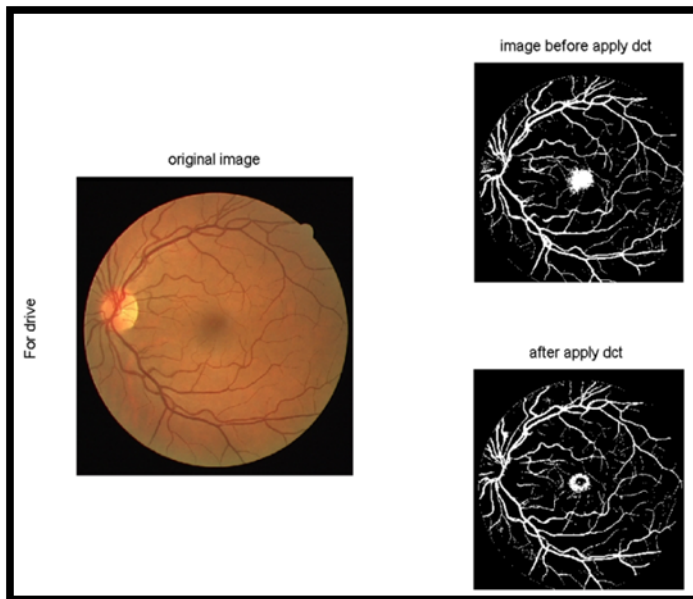 image before apply dct
original image
For drive
after apply dct